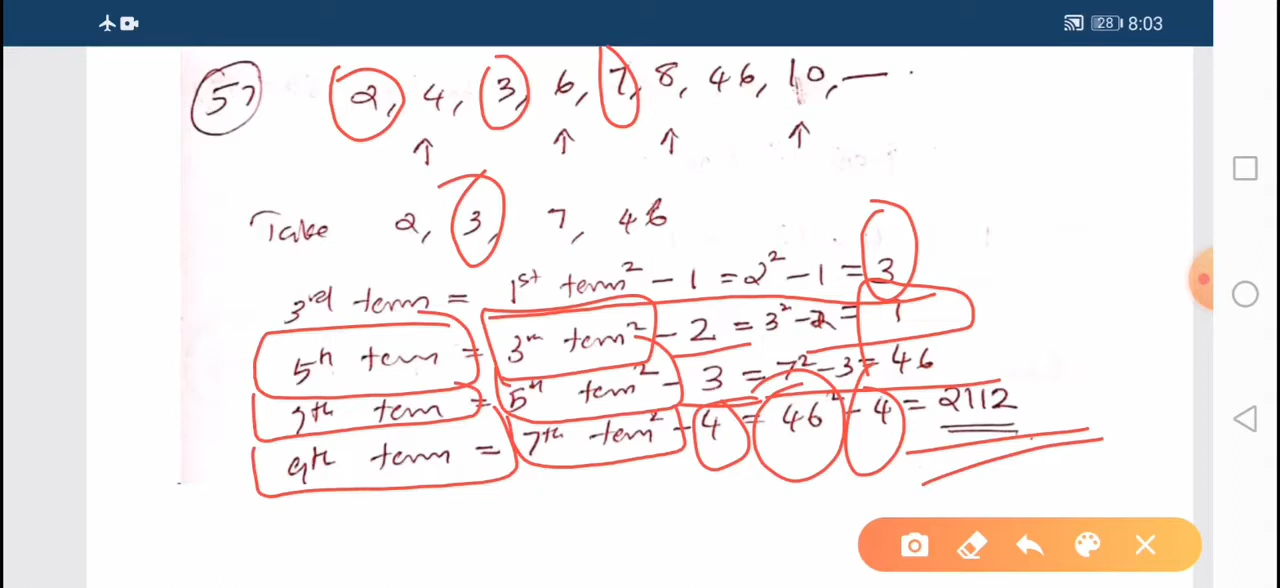 28 8:03
5) 2, 4, 3, 6, 7, 8, 46, 10, — .
Take 2, 3, 7, 46
3rd term = 1st term² - 1 = 2² - 1 = 3
5th term = 3rd term² - 2 = 3² - 2 = 7
7th term = 5th term² - 3 = 7² - 3 = 46
9th term = 7th term² - 4 = 46² - 4 = 2112